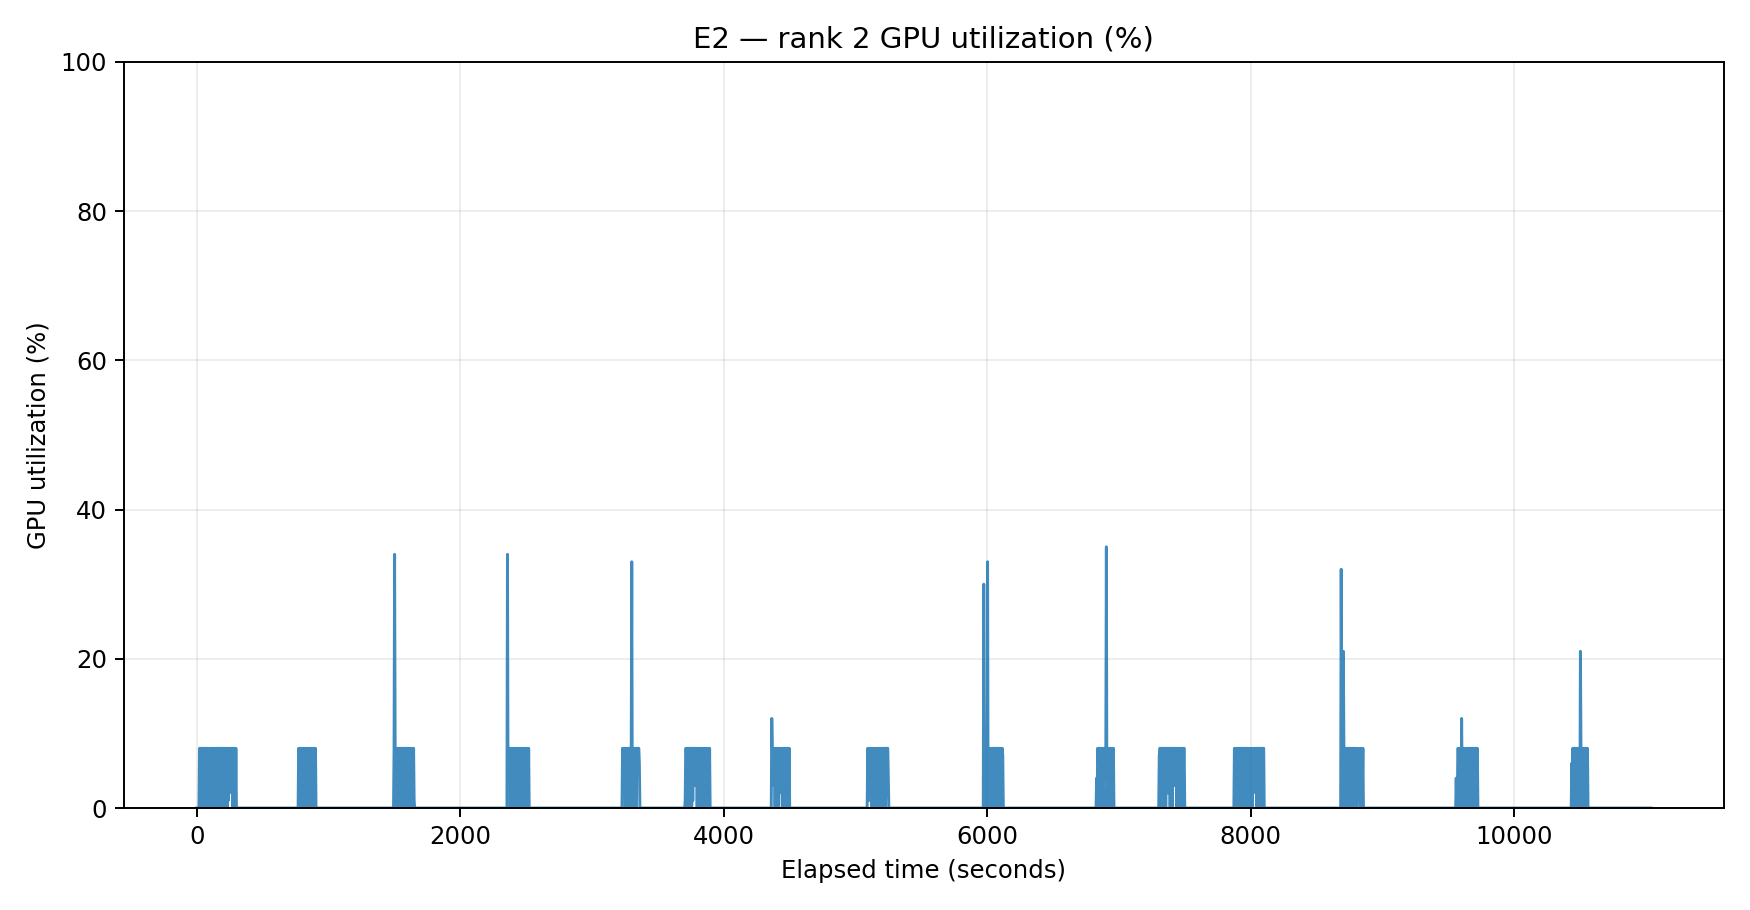 E2 — rank 2 GPU utilization (%)
100
80
60
40
20
0
GPU utilization (%)
0 2000 4000 6000 8000 10000
Elapsed time (seconds)